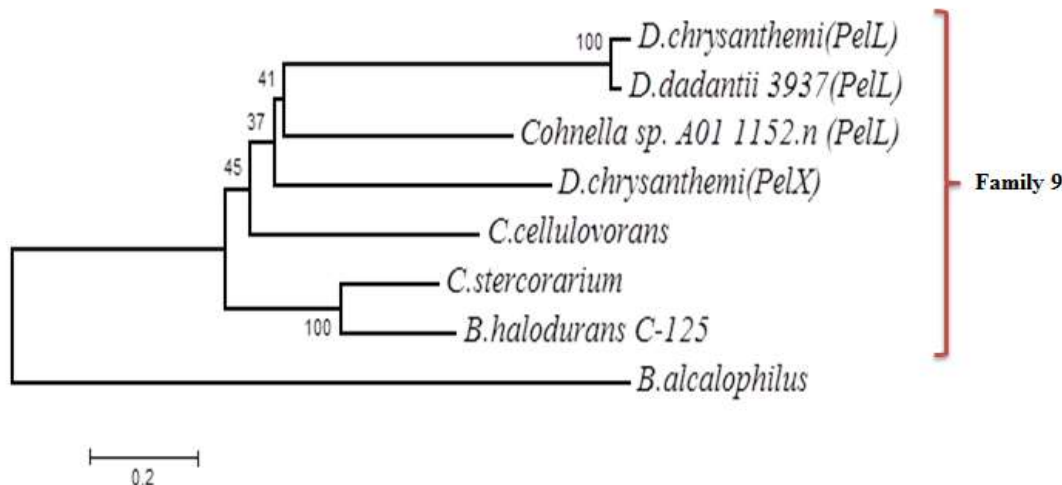 100
D.chrysanthemi(PelL)
D.dadantii 3937(PelL)
41
Cohnella sp. A01 1152.n (PelL)
37
D.chrysanthemi(PelX)
45
C.cellulovorans
C.stercorarium
100
B.halodurans C-125
B.alcalophilus
Family 9
0.2